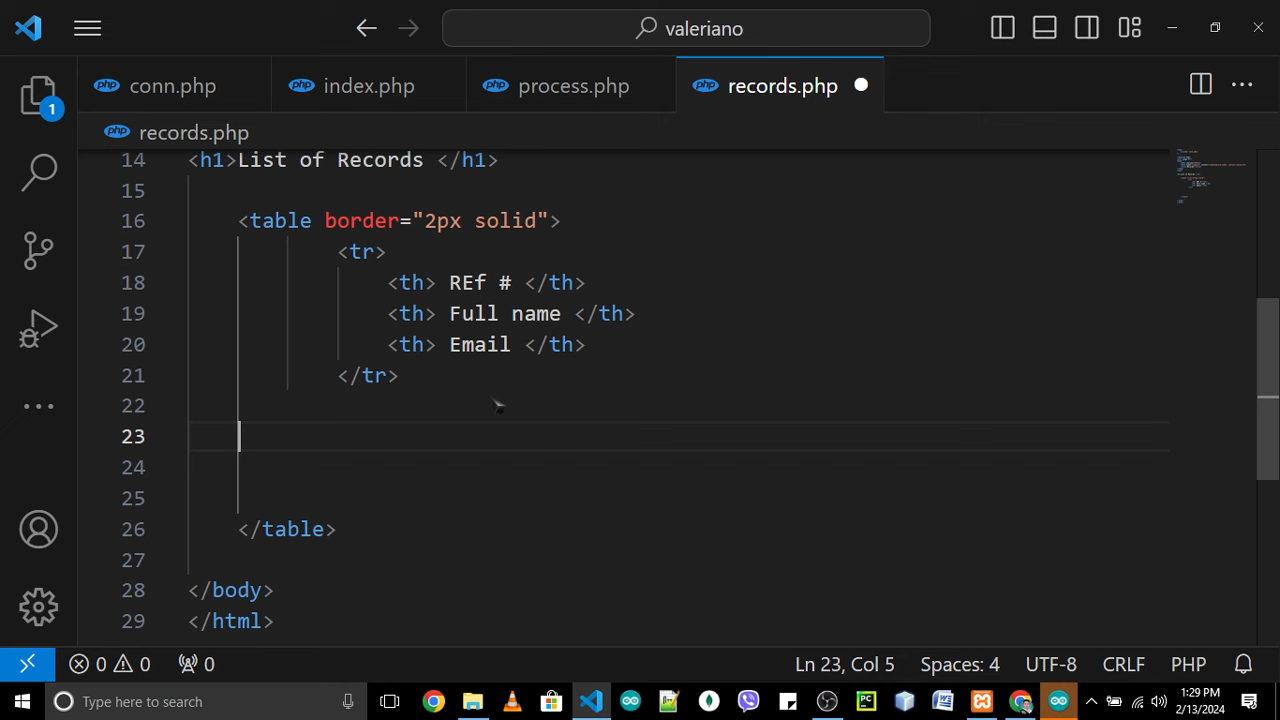 valeriano
conn.php
index.php
process.php
records.php
records.php
14 <h1>List of Records </h1>
15
16 <table border="2px solid">
17 <tr>
18 <th> REf # </th>
19 <th> Full name </th>
20 <th> Email </th>
21 </tr>
22
23
24
25
26 </table>
27
28 </body>
29 </html>
1
0 0 0 Ln 23, Col 5 Spaces: 4 UTF-8 CRLF PHP
Type here to search
1:29 PM
2/13/2024